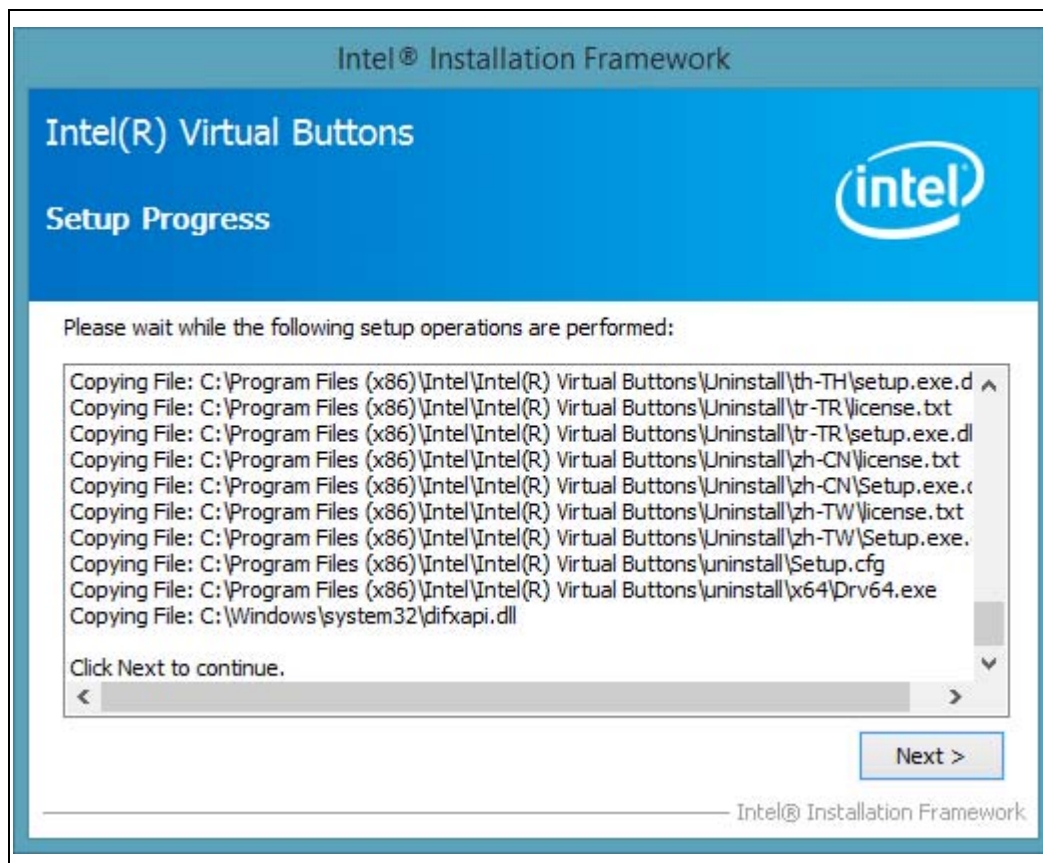 Intel® Installation Framework
Intel(R) Virtual Buttons
intel
Setup Progress
Please wait while the following setup operations are performed:
Copying File: C:\Program Files (x86)\Intel\Intel(R) Virtual Buttons\Uninstall\th-TH\setup.exe.d
Copying File: C:\Program Files (x86)\Intel\Intel(R) Virtual Buttons\Uninstall\tr-TR\license.txt
Copying File: C:\Program Files (x86)\Intel\Intel(R) Virtual Buttons\Uninstall\tr-TR\setup.exe.dl
Copying File: C:\Program Files (x86)\Intel\Intel(R) Virtual Buttons\Uninstall\zh-CN\license.txt
Copying File: C:\Program Files (x86)\Intel\Intel(R) Virtual Buttons\Uninstall\zh-CN\Setup.exe.
Copying File: C:\Program Files (x86)\Intel\Intel(R) Virtual Buttons\Uninstall\zh-TW\license.txt
Copying File: C:\Program Files (x86)\Intel\Intel(R) Virtual Buttons\Uninstall\zh-TW\Setup.exe.
Copying File: C:\Program Files (x86)\Intel\Intel(R) Virtual Buttons\uninstall\Setup.cfg
Copying File: C:\Program Files (x86)\Intel\Intel(R) Virtual Buttons\uninstall\x64\Drv64.exe
Copying File: C:\Windows\system32\difxapi.dll
Click Next to continue.
Next >
Intel® Installation Framework